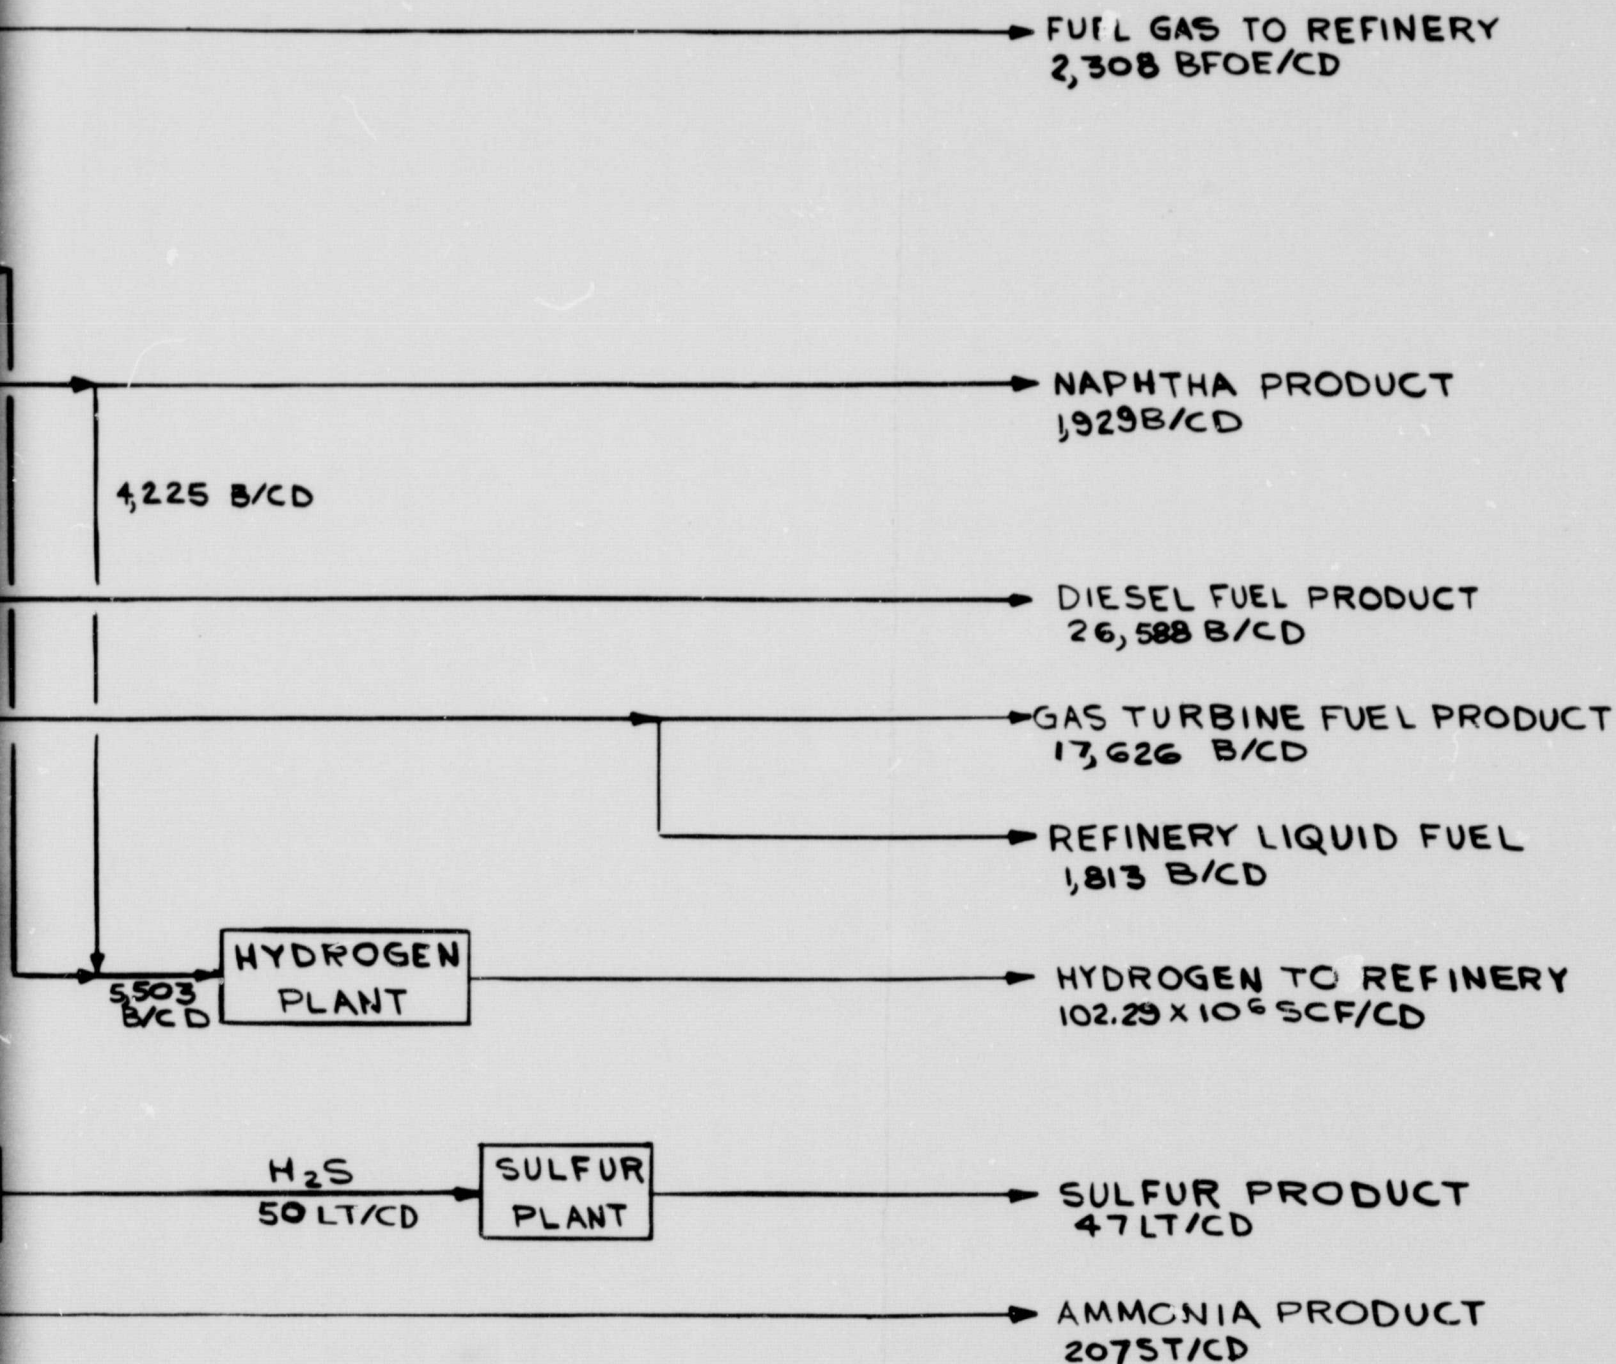 FUEL GAS TO REFINERY
2,308 BFOE/CD
NAPHTHA PRODUCT
1,929B/CD
4,225 B/CD
DIESEL FUEL PRODUCT
26,588 B/CD
GAS TURBINE FUEL PRODUCT
17,626 B/CD
REFINERY LIQUID FUEL
1,813 B/CD
HYDROGEN
PLANT
5,503
B/CD
HYDROGEN TO REFINERY
102.29 X 10⁶ SCF/CD
H₂S
50 LT/CD
SULFUR
PLANT
SULFUR PRODUCT
47 LT/CD
AMMONIA PRODUCT
207 ST/CD